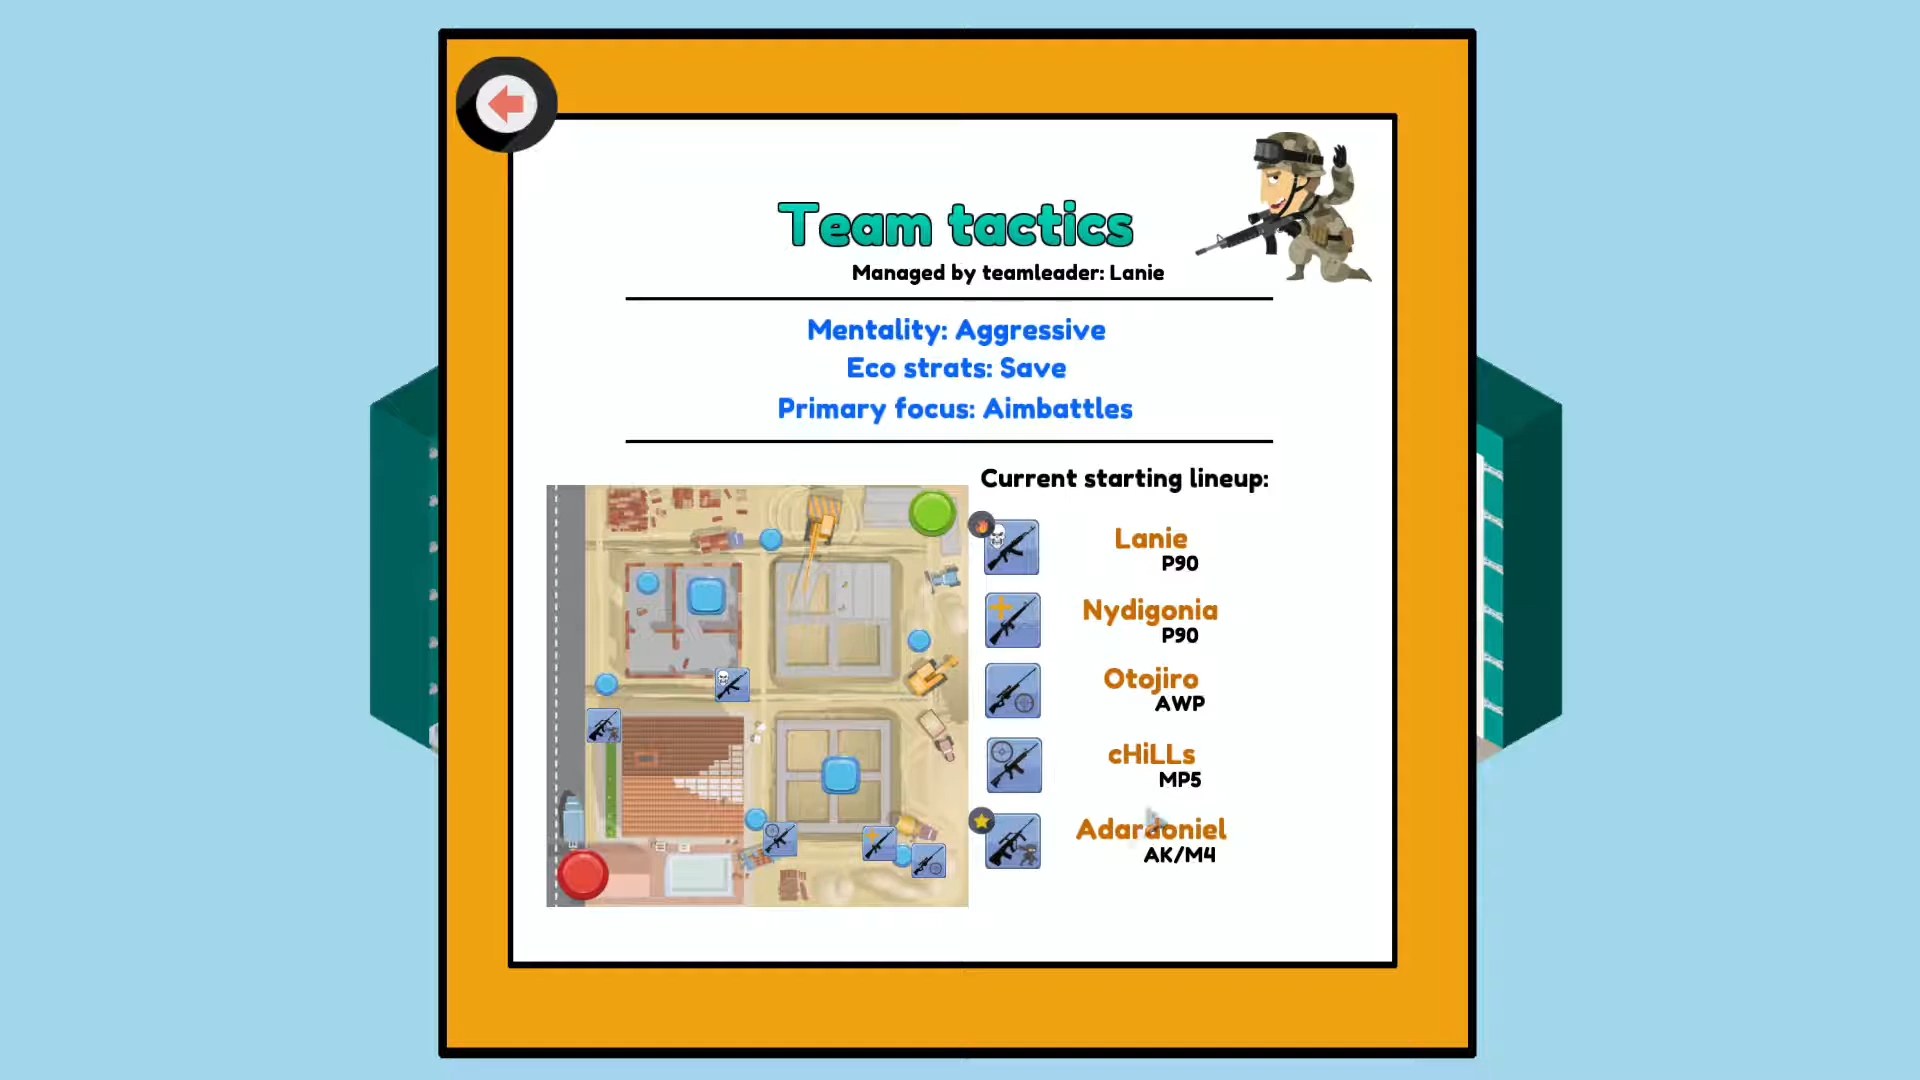 Team tactics
Managed by teamleader: Lanie
Mentality: Aggressive
Eco strats: Save
Primary focus: Aimbattles
Current starting lineup:
Lanie
P90
Nydigonia
P90
Otojiro
AWP
cHiLLs
MP5
Adardoniel
AK/M4